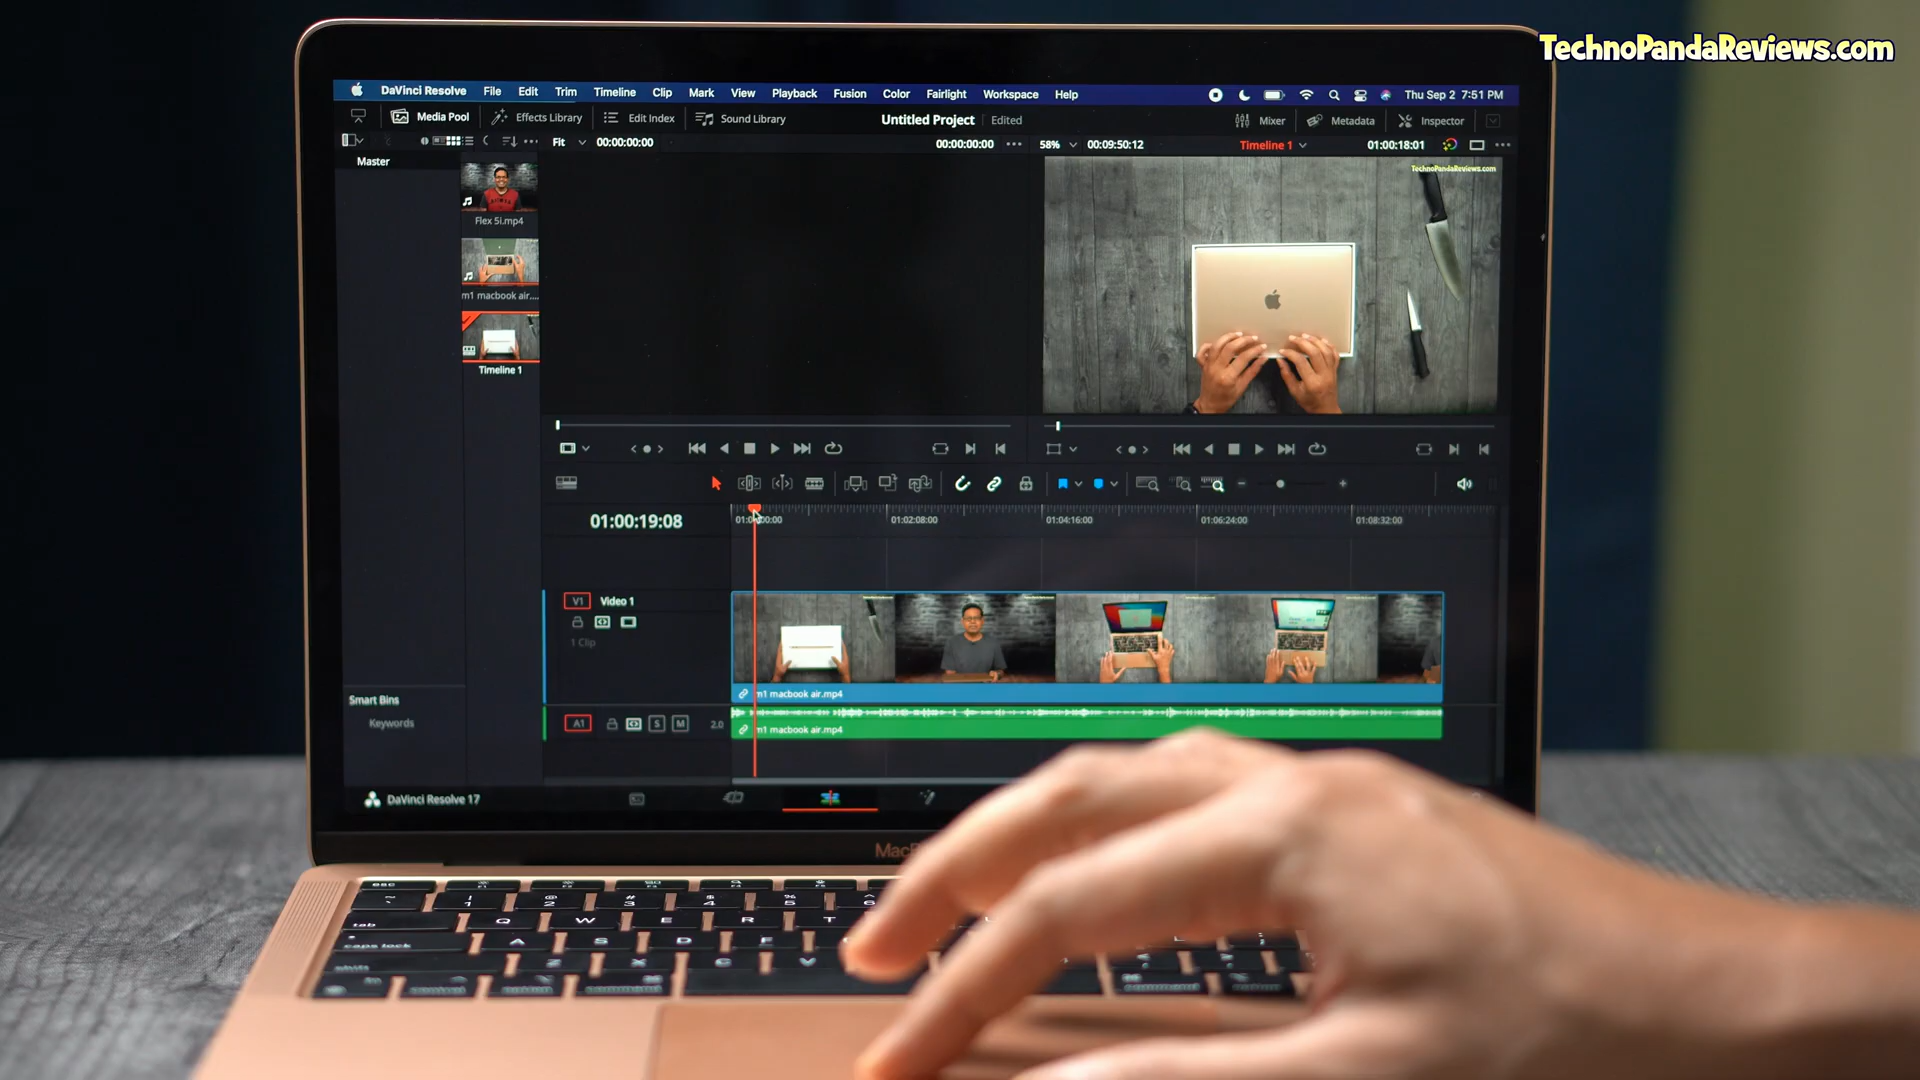 TechnoPandaReviews.com
DaVinci Resolve File Edit Trim Timeline Clip Mark View Playback Fusion Color Fairlight Workspace Help Thu Sep 2 7:51 PM
Media Pool Effects Library Edit Index Sound Library Untitled Project Edited Mixer Metadata Inspector
Fit 00:00:00:00 00:00:00:00 58% 00:09:50:12 Timeline 1 01:00:18:01
Master
TechnoPandaReviews.com
Flex 5i.mp4
m1 macbook air....
Timeline 1
01:00:19:08
01:02:08:00 01:04:16:00 01:06:24:00 01:08:32:00
V1 Video 1
1 Clip
m1 macbook air.mp4
Smart Bins
Keywords
A1 S M 2.0
m1 macbook air.mp4
DaVinci Resolve 17
esc
tab Q W E R T
caps lock A S D F
Z X C V